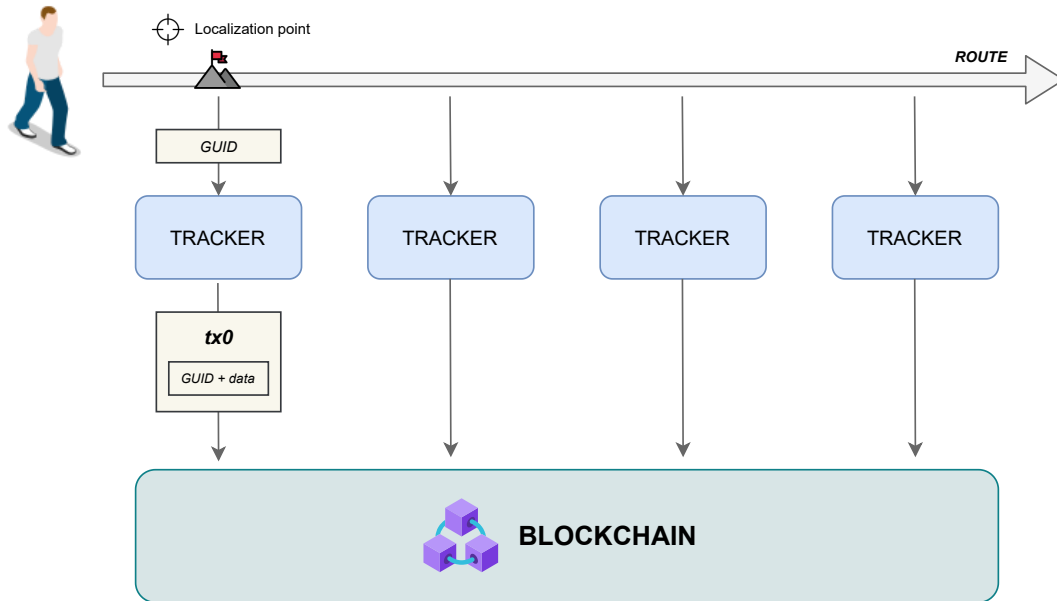 Localization point
ROUTE
GUID
TRACKER
TRACKER
TRACKER
TRACKER
tx0
GUID + data
BLOCKCHAIN